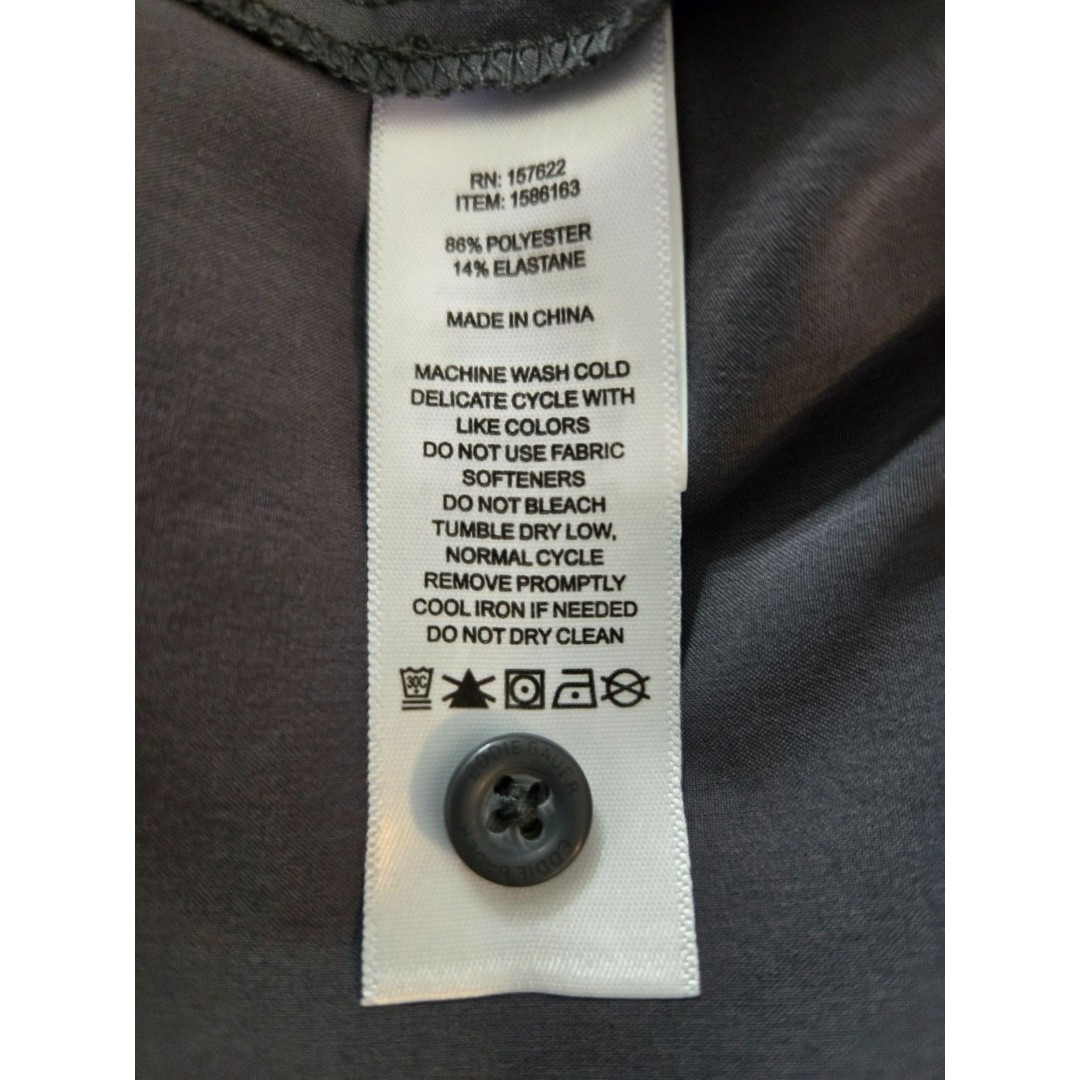 RN: 157622
ITEM: 1586163
86% POLYESTER
14% ELASTANE
MADE IN CHINA
MACHINE WASH COLD
DELICATE CYCLE WITH
LIKE COLORS
DO NOT USE FABRIC
SOFTENERS
DO NOT BLEACH
TUMBLE DRY LOW,
NORMAL CYCLE
REMOVE PROMPTLY
COOL IRON IF NEEDED
DO NOT DRY CLEAN
30C
EDDIE BAUER
EDDIE BAUER